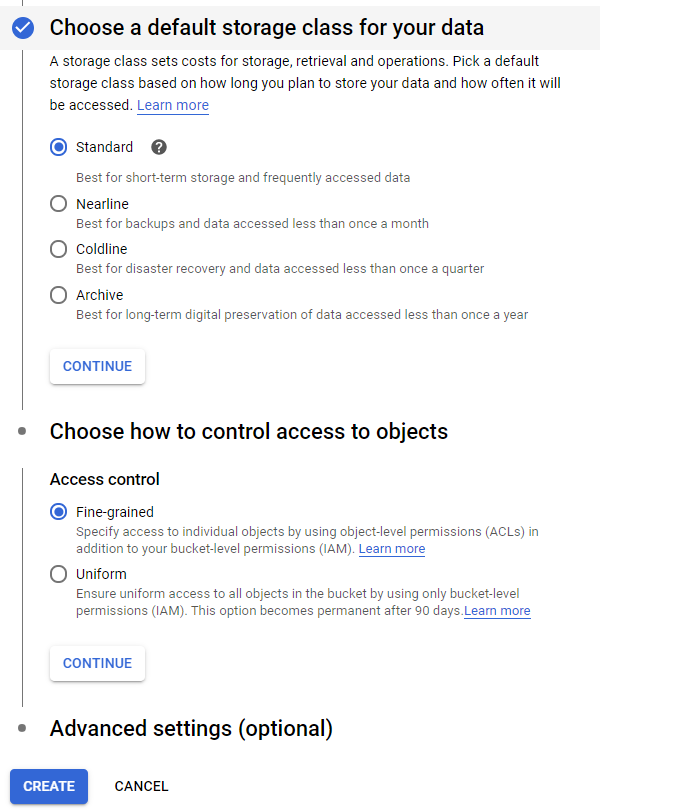 Choose a default storage class for your data
A storage class sets costs for storage, retrieval and operations. Pick a default
storage class based on how long you plan to store your data and how often it will
be accessed. Learn more
Standard
Best for short-term storage and frequently accessed data
Nearline
Best for backups and data accessed less than once a month
Coldline
Best for disaster recovery and data accessed less than once a quarter
Archive
Best for long-term digital preservation of data accessed less than once a year
CONTINUE
Choose how to control access to objects
Access control
Fine-grained
Specify access to individual objects by using object-level permissions (ACLs) in
addition to your bucket-level permissions (IAM). Learn more
Uniform
Ensure uniform access to all objects in the bucket by using only bucket-level
permissions (IAM). This option becomes permanent after 90 days.Learn more
CONTINUE
Advanced settings (optional)
CREATE CANCEL